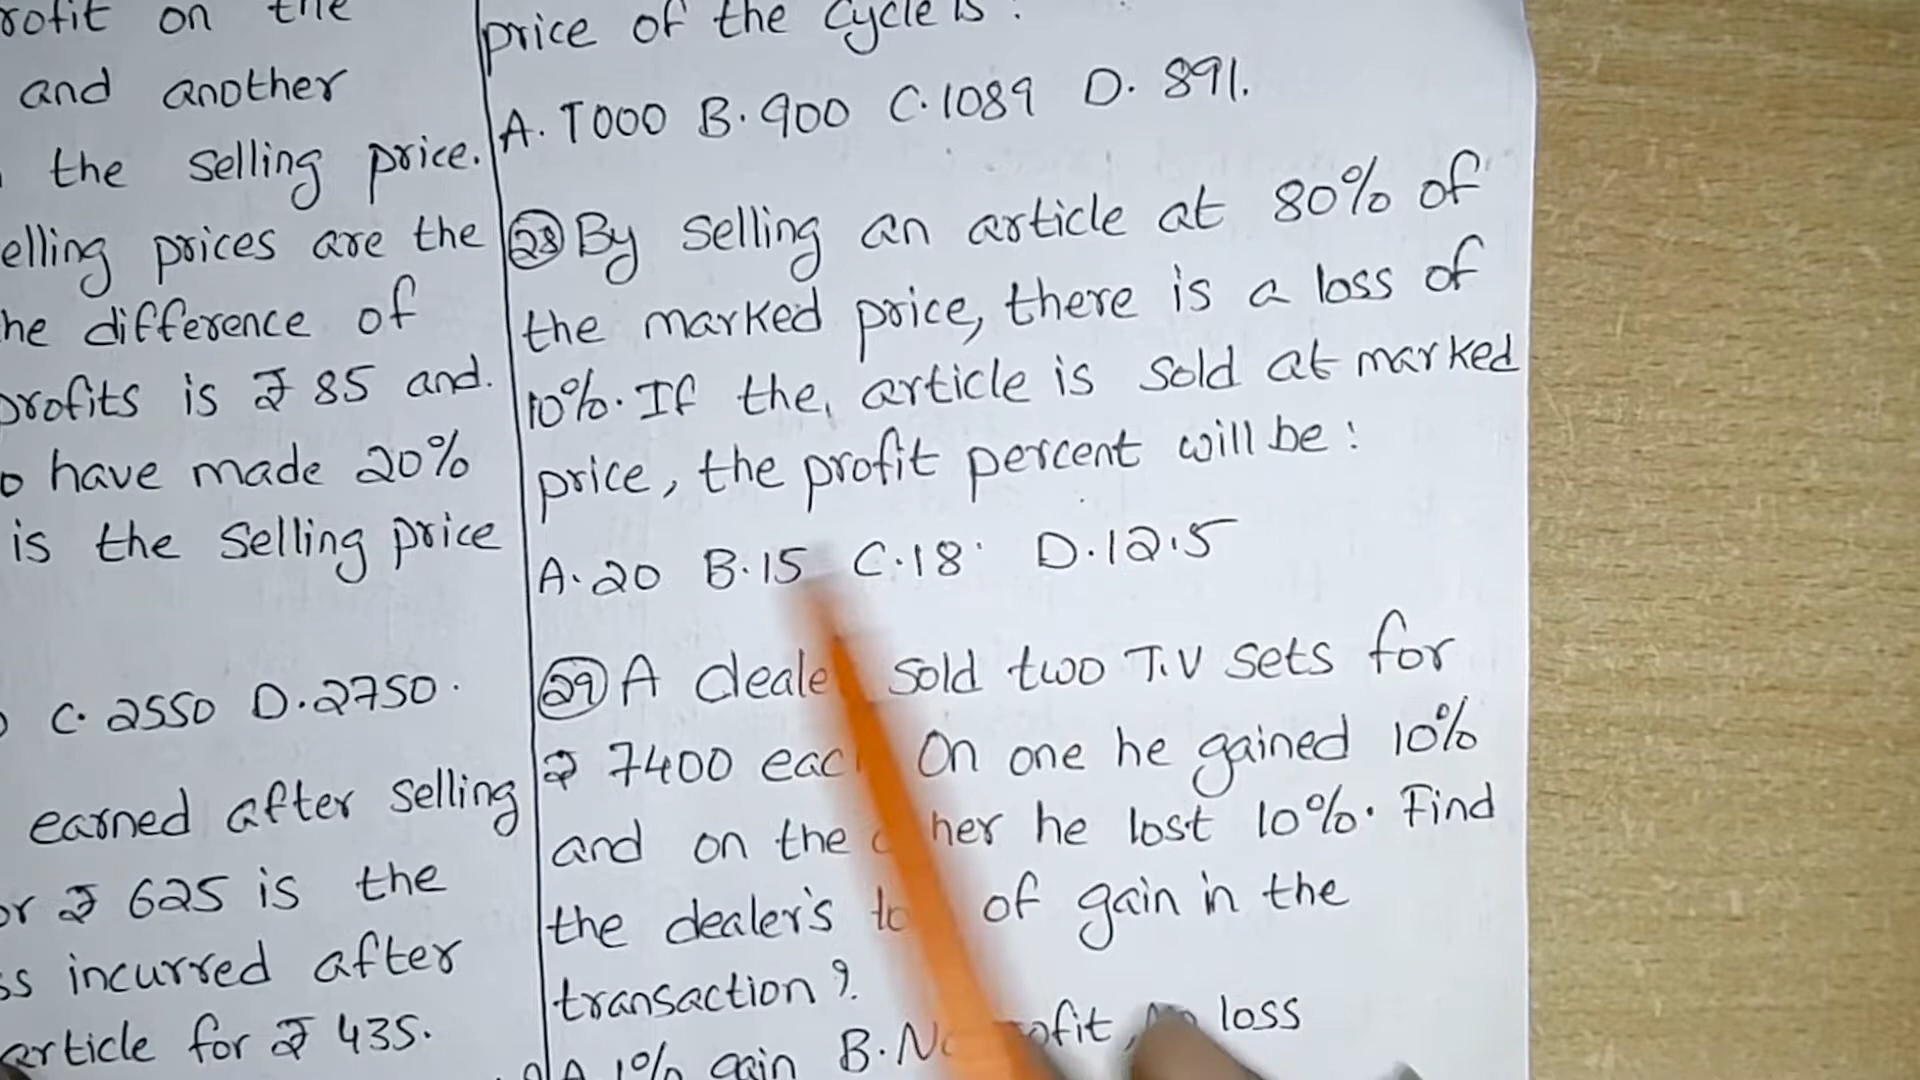 rofit on the
and another
the selling price.
elling prices are the
he difference of
profits is ₹ 85 and.
o have made 20%
is the selling price
C. 2550 D. 2750.
earned after selling
or ₹ 625 is the
ss incurred after
article for ₹ 435.
price of the Cycle is :
A. 1000 B. 900 C. 1089 D. 891.
28 By selling an article at 80% of
the marked price, there is a loss of
10%. If the, article is sold at marked
price, the profit percent will be :
A. 20 B. 15 C. 18 D. 12.5
29 A deale sold two T.V sets for
₹ 7400 eac On one he gained 10%
and on the her he lost 10%. Find
the dealer's of gain in the
transaction ?
A 1% gain B. No ofit, loss